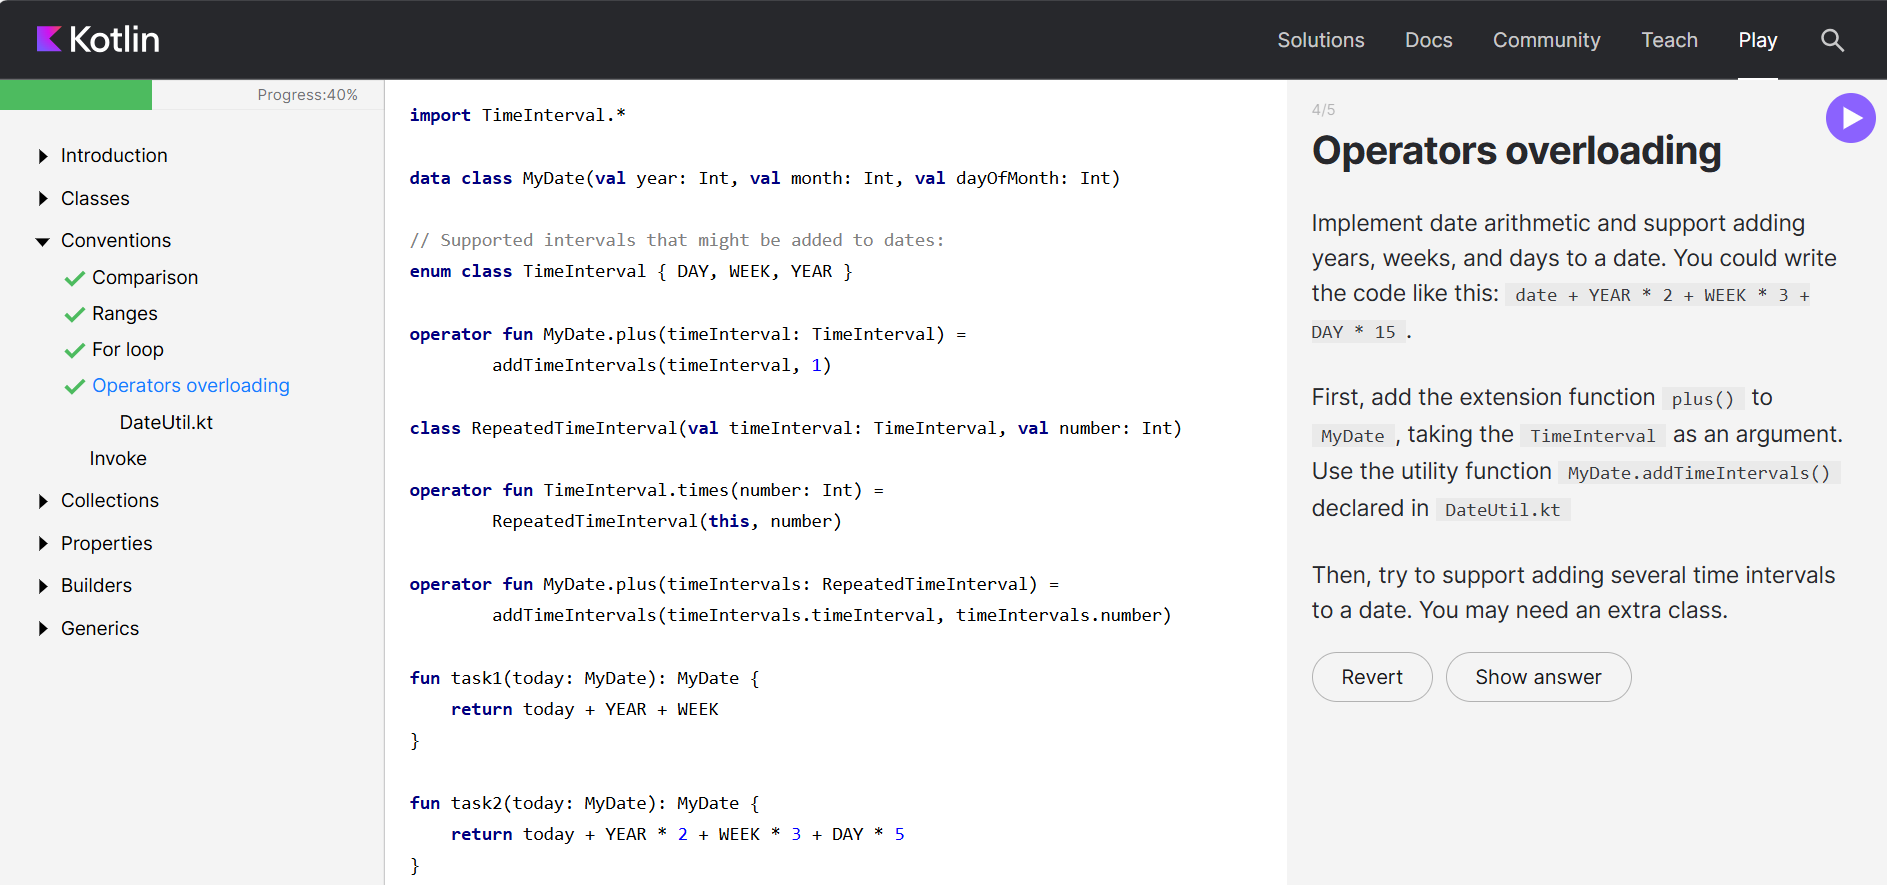 Kotlin
Solutions Docs Community Teach Play
Progress:40%
Introduction
Classes
Conventions
Comparison
Ranges
For loop
Operators overloading
DateUtil.kt
Invoke
Collections
Properties
Builders
Generics
import TimeInterval.*
data class MyDate(val year: Int, val month: Int, val dayOfMonth: Int)
// Supported intervals that might be added to dates:
enum class TimeInterval { DAY, WEEK, YEAR }
operator fun MyDate.plus(timeInterval: TimeInterval) =
        addTimeIntervals(timeInterval, 1)
class RepeatedTimeInterval(val timeInterval: TimeInterval, val number: Int)
operator fun TimeInterval.times(number: Int) =
        RepeatedTimeInterval(this, number)
operator fun MyDate.plus(timeIntervals: RepeatedTimeInterval) =
        addTimeIntervals(timeIntervals.timeInterval, timeIntervals.number)
fun task1(today: MyDate): MyDate {
    return today + YEAR + WEEK
}
fun task2(today: MyDate): MyDate {
    return today + YEAR * 2 + WEEK * 3 + DAY * 5
}
4/5
Operators overloading
Implement date arithmetic and support adding
years, weeks, and days to a date. You could write
the code like this: date + YEAR * 2 + WEEK * 3 +
DAY * 15 .
First, add the extension function plus() to
MyDate , taking the TimeInterval as an argument.
Use the utility function MyDate.addTimeIntervals()
declared in DateUtil.kt
Then, try to support adding several time intervals
to a date. You may need an extra class.
Revert Show answer